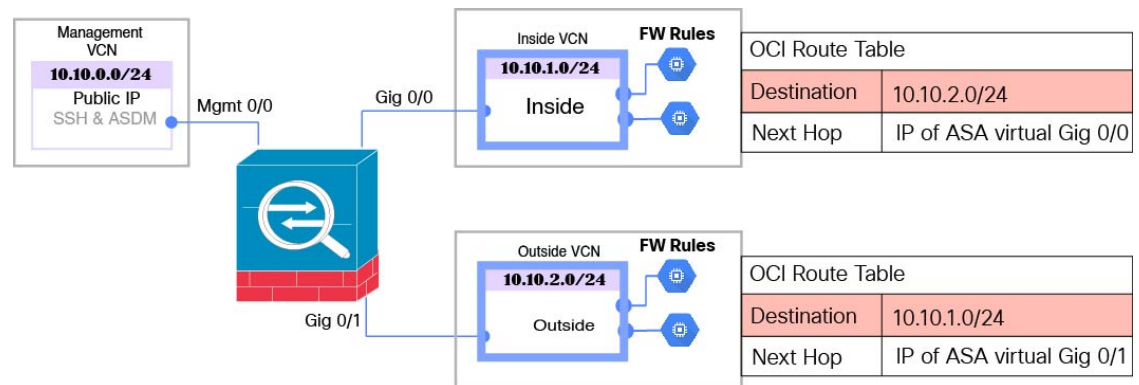 Management
VCN
10.10.0.0/24
Public IP
SSH & ASDM
Mgmt 0/0
Gig 0/0
Inside VCN
10.10.1.0/24
Inside
FW Rules
OCI Route Table
Destination 10.10.2.0/24
Next Hop IP of ASA virtual Gig 0/0
Gig 0/1
Outside VCN
10.10.2.0/24
Outside
FW Rules
OCI Route Table
Destination 10.10.1.0/24
Next Hop IP of ASA virtual Gig 0/1